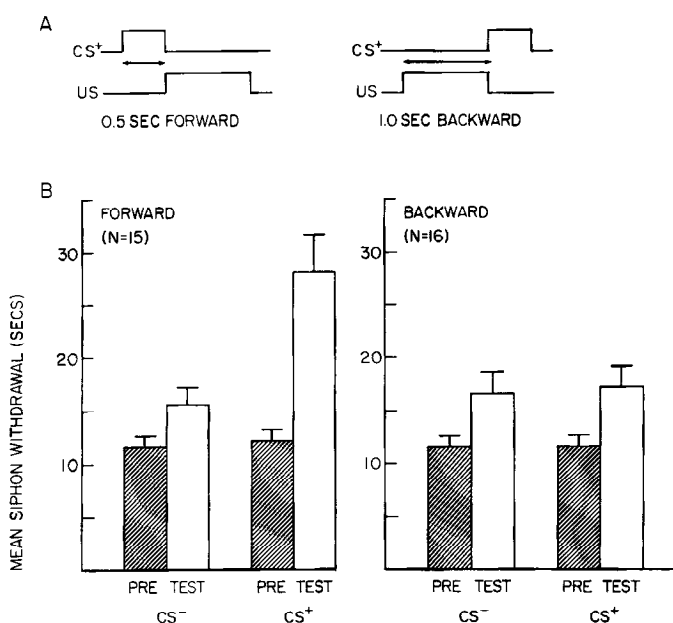 A
CS+
US
0.5 SEC FORWARD
CS+
US
1.0 SEC BACKWARD
B
MEAN SIPHON WITHDRAWAL (SECS)
30
20
10
FORWARD
(N=15)
PRE TEST PRE TEST
CS- CS+
30
20
10
BACKWARD
(N=16)
PRE TEST PRE TEST
CS- CS+